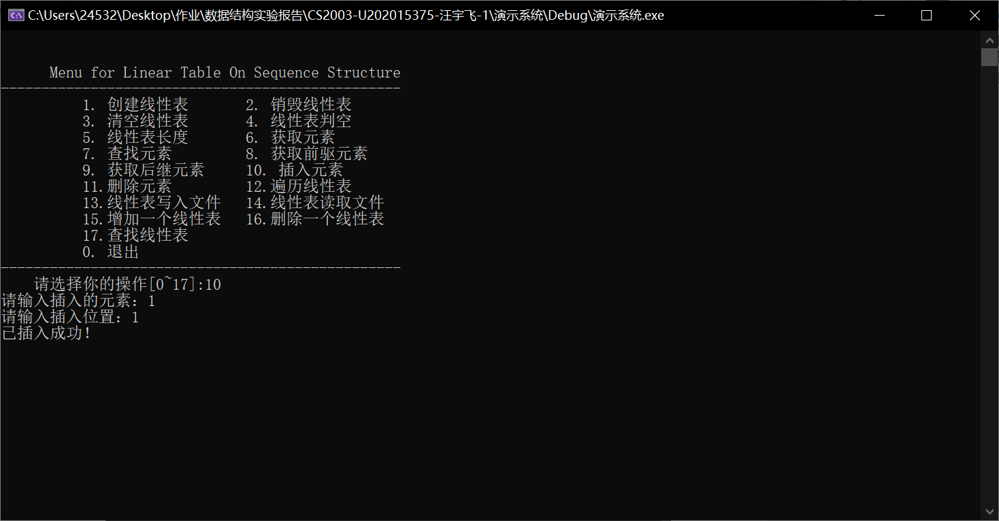 C:\Users\24532\Desktop\作业\数据结构实验报告\CS2003-U202015375-汪宇飞-1\演示系统\Debug\演示系统.exe
Menu for Linear Table On Sequence Structure
-------------------------------------------------
1. 创建线性表 2. 销毁线性表
3. 清空线性表 4. 线性表判空
5. 线性表长度 6. 获取元素
7. 查找元素 8. 获取前驱元素
9. 获取后继元素 10. 插入元素
11.删除元素 12.遍历线性表
13.线性表写入文件 14.线性表读取文件
15.增加一个线性表 16.删除一个线性表
17.查找线性表
0. 退出
-------------------------------------------------
请选择你的操作[0~17]:10
请输入插入的元素：1
请输入插入位置：1
已插入成功！